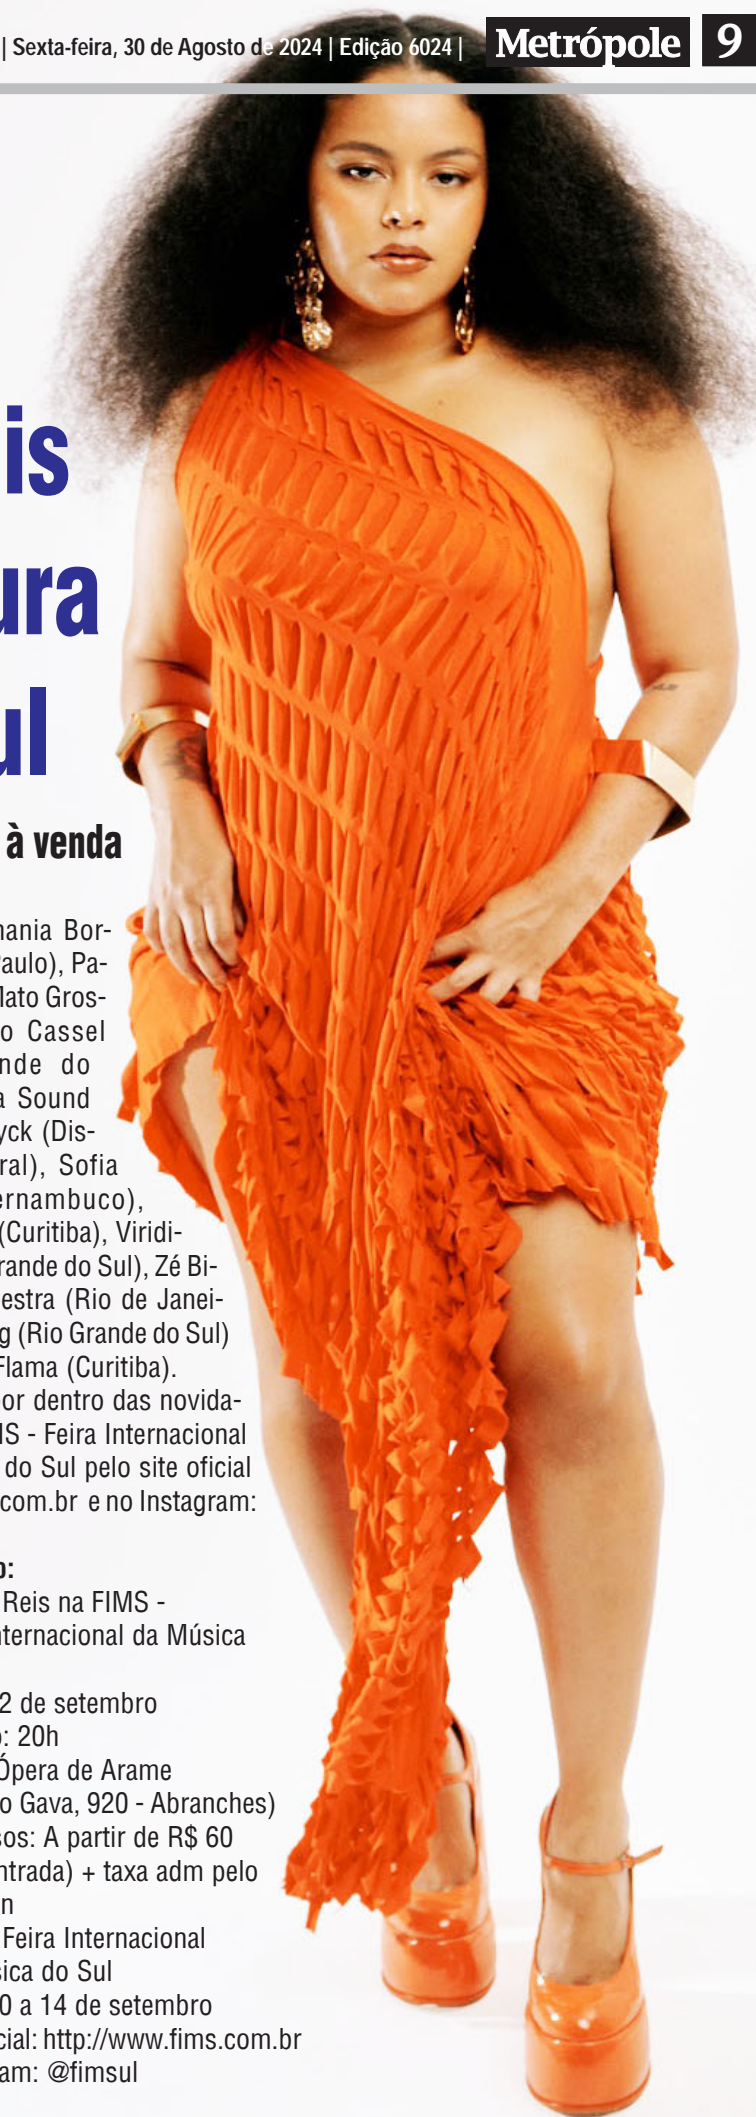 | Sexta-feira, 30 de Agosto de 2024 | Edição 6024 | Metrópole 9
is
ura
ul
à venda
nania Bor-
Paulo), Pa-
Mato Gros-
o Cassel
nde do
a Sound
yck (Dis-
ral), Sofia
ernambuco),
(Curitiba), Viridi-
rande do Sul), Zé Bi-
estra (Rio de Janei-
g (Rio Grande do Sul)
Flama (Curitiba).
or dentro das novida-
MS - Feira Internacional
do Sul pelo site oficial
.com.br e no Instagram:
o:
Reis na FIMS -
nternacional da Música
2 de setembro
o: 20h
Ópera de Arame
o Gava, 920 - Abranches)
sos: A partir de R$ 60
ntrada) + taxa adm pelo
n
Feira Internacional
sica do Sul
0 a 14 de setembro
cial: http://www.fims.com.br
am: @fimsul